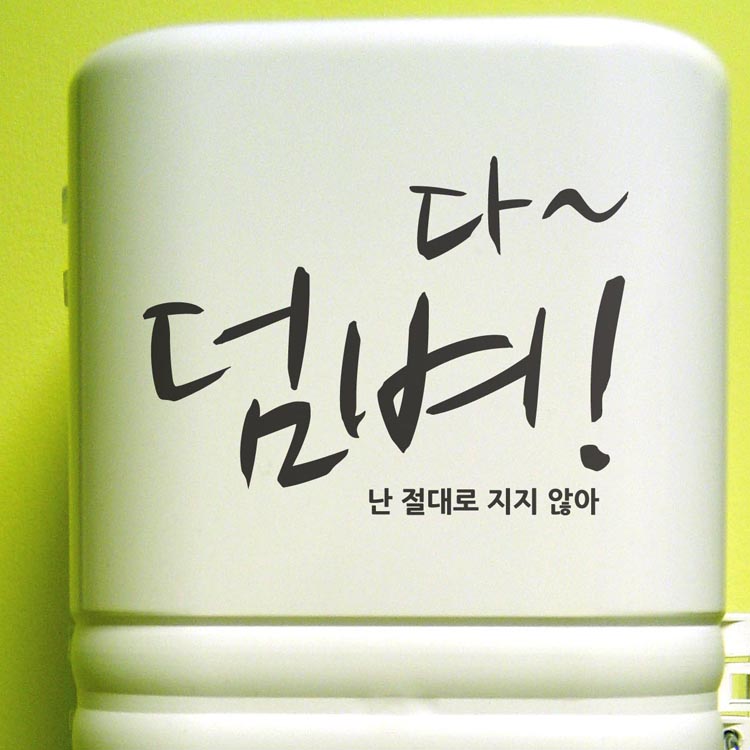 다~
덤벼!
난 절대로 지지 않아